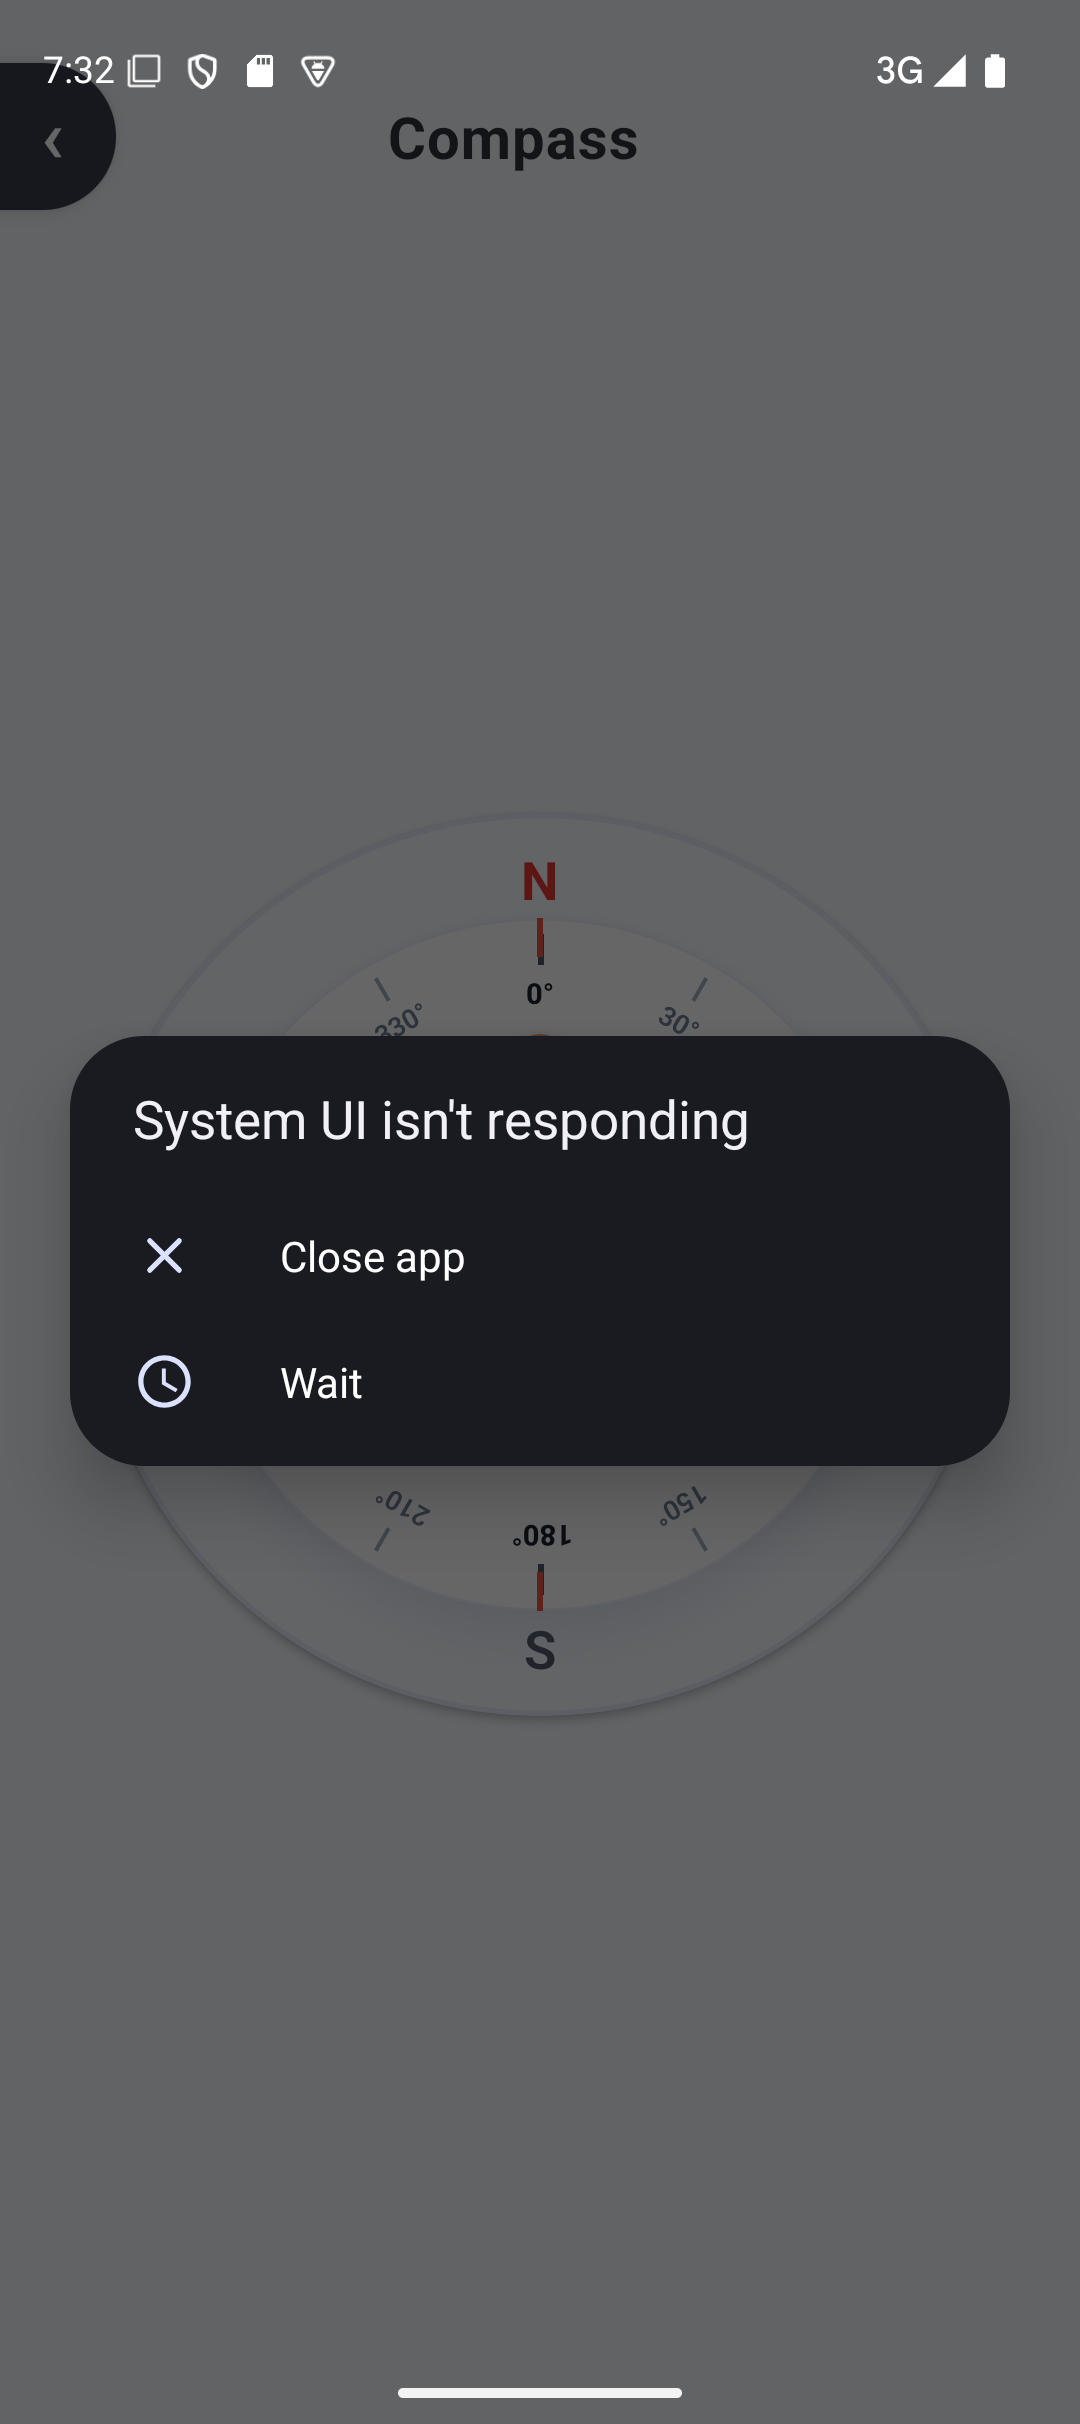 7:32
3G
Compass
N
0°
330°
30°
System UI isn't responding
Close app
Wait
210°
150°
180°
S